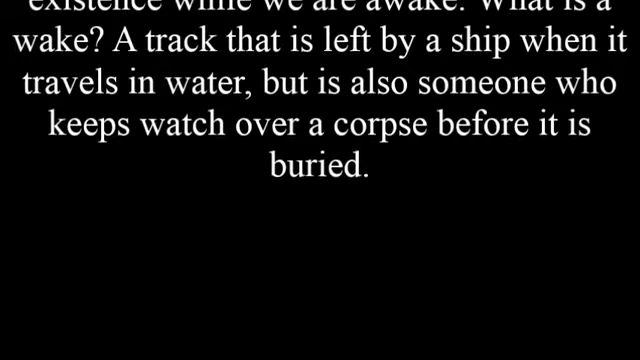 existence while we are awake. What is a
wake? A track that is left by a ship when it
travels in water, but is also someone who
keeps watch over a corpse before it is
buried.